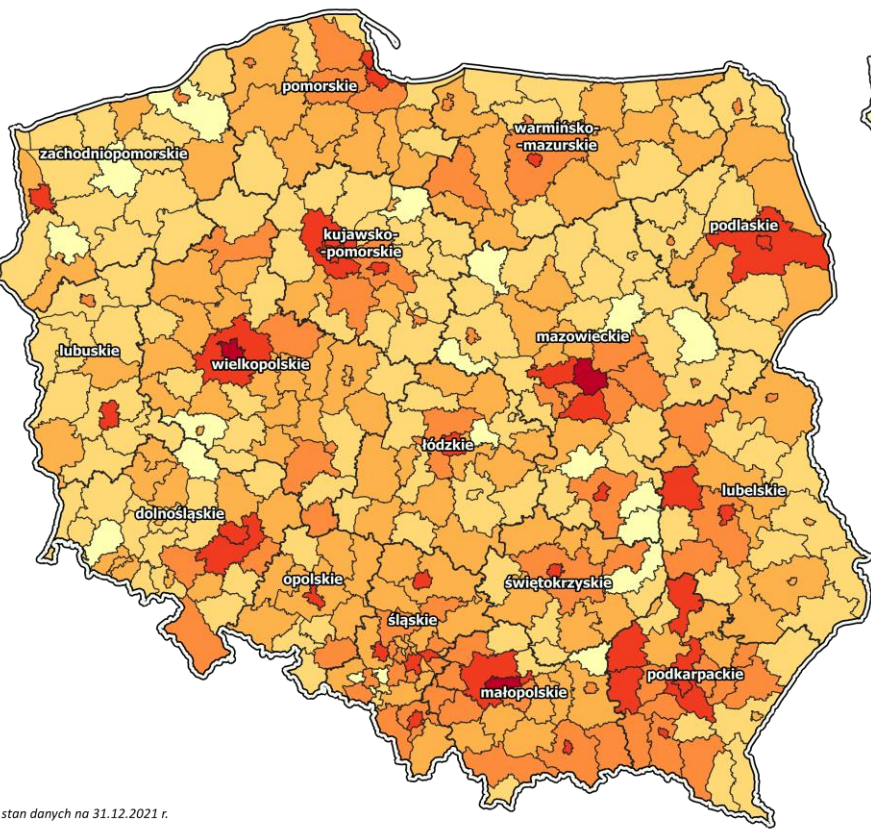 pomorskie
warmińsko-
-mazurskie
zachodniopomorskie
podlaskie
kujawsko-
-pomorskie
mazowieckie
lubuskie
wielkopolskie
łódzkie
lubelskie
dolnośląskie
opolskie
świętokrzyskie
śląskie
podkarpackie
małopolskie
stan danych na 31.12.2021 r.